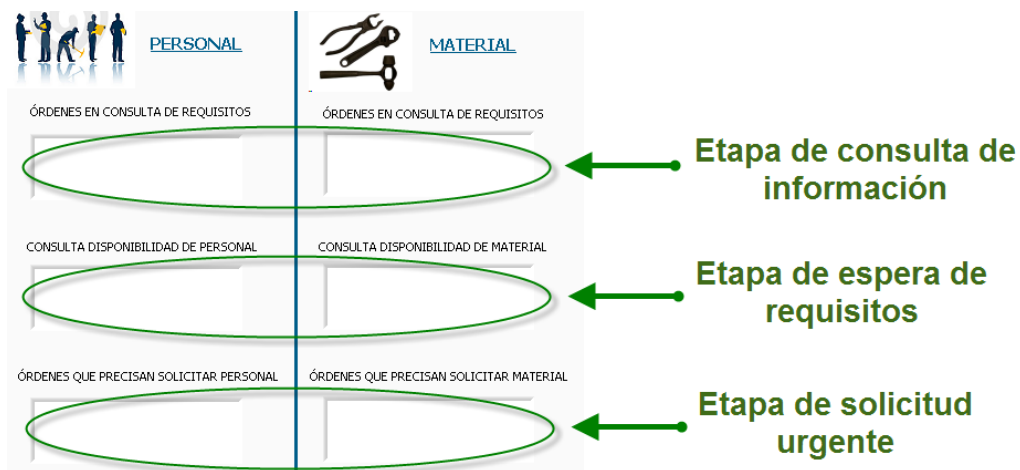 PERSONAL
MATERIAL
ÓRDENES EN CONSULTA DE REQUISITOS
ÓRDENES EN CONSULTA DE REQUISITOS
Etapa de consulta de
información
CONSULTA DISPONIBILIDAD DE PERSONAL
CONSULTA DISPONIBILIDAD DE MATERIAL
Etapa de espera de
requisitos
ÓRDENES QUE PRECISAN SOLICITAR PERSONAL
ÓRDENES QUE PRECISAN SOLICITAR MATERIAL
Etapa de solicitud
urgente